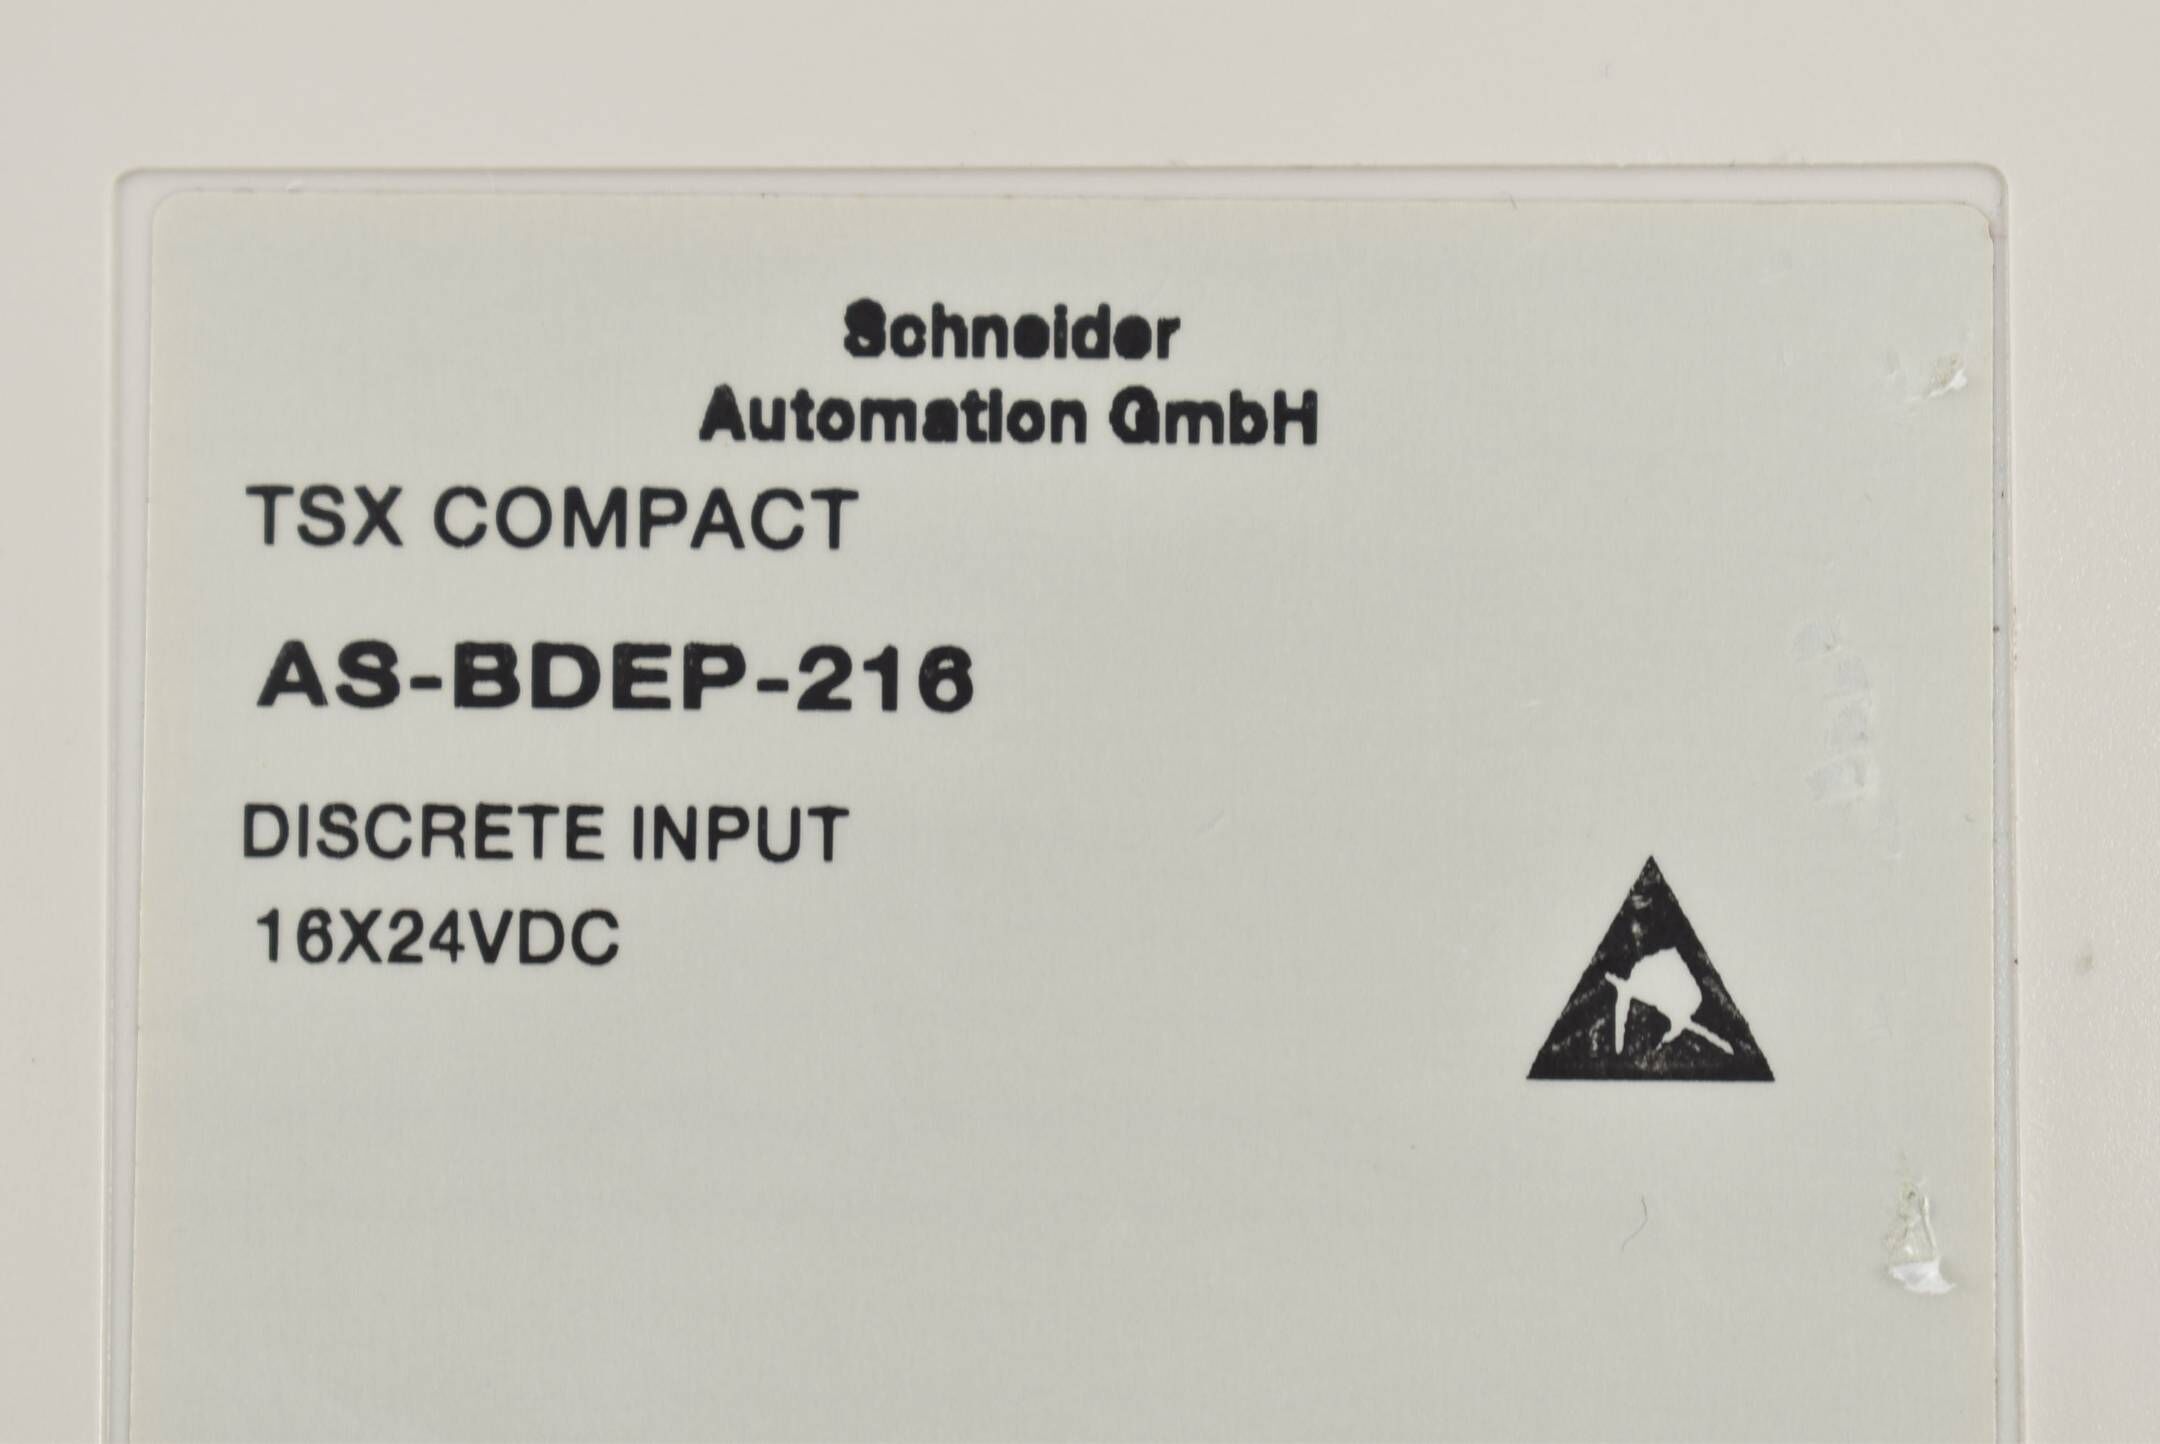 Schneider
Automation GmbH
TSX COMPACT
AS-BDEP-216
DISCRETE INPUT
16X24VDC